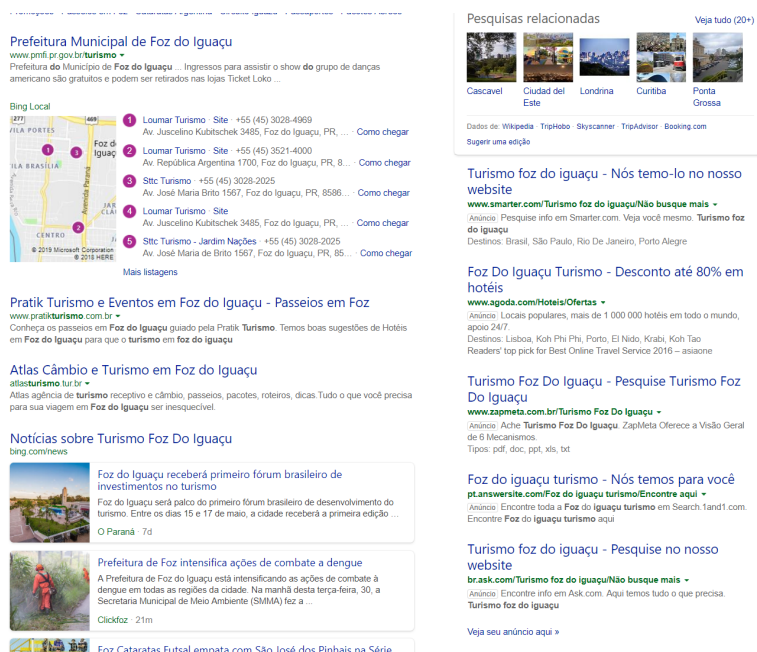 Prefeitura Municipal de Foz do Iguaçu
www.pmfi.pr.gov.br/turismo
Prefeitura do Município de Foz do Iguaçu ... Ingressos para assistir o show do grupo de danças
americano são gratuitos e podem ser retirados nas lojas Ticket Loko ...
Bing Local
277
469
VILA PORTES
Foz d
Iguaç
VILA BRASÍLIA
Avenida Paraná
CENTRO
© 2019 Microsoft Corporation
© 2018 HERE
1 Loumar Turismo · Site · +55 (45) 3028-4969
Av. Juscelino Kubitschek 3485, Foz do Iguaçu, PR, ... · Como chegar
2 Loumar Turismo · Site · +55 (45) 3521-4000
Av. República Argentina 1700, Foz do Iguaçu, PR, 8... · Como chegar
3 Sttc Turismo · +55 (45) 3028-2025
Av. José Maria Brito 1567, Foz do Iguaçu, PR, 8586... · Como chegar
4 Loumar Turismo · Site
Av. Juscelino Kubitschek 3485, Foz do Iguaçu, PR, ... · Como chegar
5 Sttc Turismo - Jardim Nações · +55 (45) 3028-2025
Av. José Maria de Brito 1567, Foz do Iguaçu, PR, 85... · Como chegar
Mais listagens
Pratik Turismo e Eventos em Foz do Iguaçu - Passeios em Foz
www.pratikturismo.com.br
Conheça os passeios em Foz do Iguaçu guiado pela Pratik Turismo. Temos boas sugestões de Hotéis
em Foz do Iguaçu para que o turismo em foz do iguaçu
Atlas Câmbio e Turismo em Foz do Iguaçu
atlasturismo.tur.br
Atlas agência de turismo receptivo e câmbio, passeios, pacotes, roteiros, dicas.Tudo o que você precisa
para sua viagem em Foz do Iguaçu ser inesquecível.
Notícias sobre Turismo Foz Do Iguaçu
bing.com/news
Foz do Iguaçu receberá primeiro fórum brasileiro de
investimentos no turismo
Foz do Iguaçu será palco do primeiro fórum brasileiro de desenvolvimento do
turismo. Entre os dias 15 e 17 de maio, a cidade receberá a primeira edição ...
O Paraná · 7d
Prefeitura de Foz intensifica ações de combate a dengue
A Prefeitura de Foz do Iguaçu está intensificando as ações de combate à
dengue em todas as regiões da cidade. Na manhã desta terça-feira, 30, a
Secretaria Municipal de Meio Ambiente (SMMA) fez a ...
Clickfoz · 21m
Foz Cataratas Futsal empata com São José dos Pinhais na Série
Pesquisas relacionadas
Veja tudo (20+)
Cascavel
Ciudad del
Este
Londrina
Curitiba
Ponta
Grossa
Dados de: Wikipedia · TripHobo · Skyscanner · TripAdvisor · Booking.com
Sugerir uma edição
Turismo foz do iguaçu - Nós temo-lo no nosso
website
www.smarter.com/Turismo foz do iguaçu/Não busque mais
Anúncio Pesquise info em Smarter.com. Veja você mesmo. Turismo foz
do iguaçu
Destinos: Brasil, São Paulo, Rio De Janeiro, Porto Alegre
Foz Do Iguaçu Turismo - Desconto até 80% em
hotéis
www.agoda.com/Hoteis/Ofertas
Anúncio Locais populares, mais de 1 000 000 hotéis em todo o mundo,
apoio 24/7.
Destinos: Lisboa, Koh Phi Phi, Porto, El Nido, Krabi, Koh Tao
Readers' top pick for Best Online Travel Service 2016 – asiaone
Turismo Foz Do Iguaçu - Pesquise Turismo Foz
Do Iguaçu
www.zapmeta.com.br/Turismo Foz Do Iguaçu
Anúncio Ache Turismo Foz Do Iguaçu. ZapMeta Oferece a Visão Geral
de 6 Mecanismos.
Tipos: pdf, doc, ppt, xls, txt
Foz do iguaçu turismo - Nós temos para você
pt.answersite.com/Foz do iguaçu turismo/Encontre aqui
Anúncio Encontre toda a Foz do iguaçu turismo em Search.1and1.com.
Encontre Foz do iguaçu turismo aqui
Turismo foz do iguaçu - Pesquise no nosso
website
br.ask.com/Turismo foz do iguaçu/Não busque mais
Anúncio Encontre info em Ask.com. Aqui temos tudo o que precisa.
Turismo foz do iguaçu
Veja seu anúncio aqui »